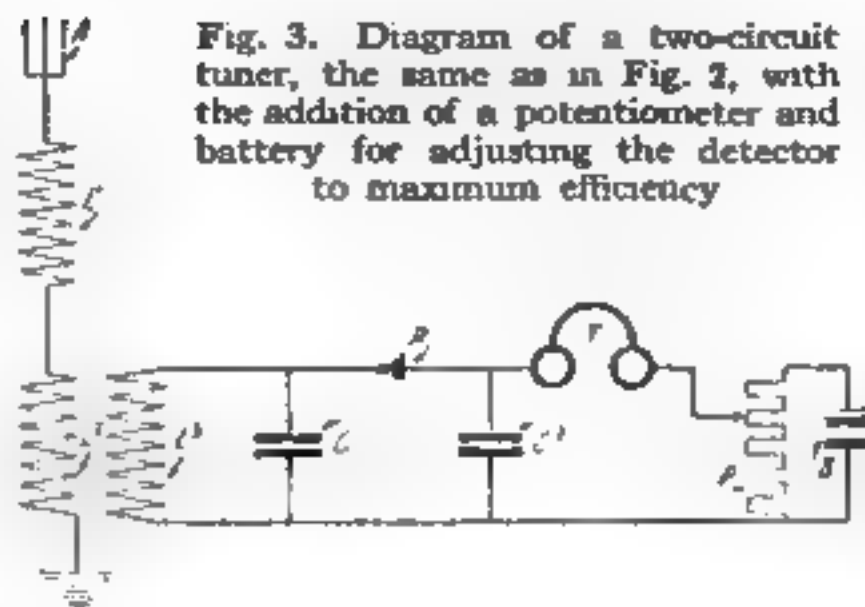 Fig. 3. Diagram of a two-circuit
tuner, the same as in Fig. 2, with
the addition of a potentiometer and
battery for adjusting the detector
to maximum efficiency